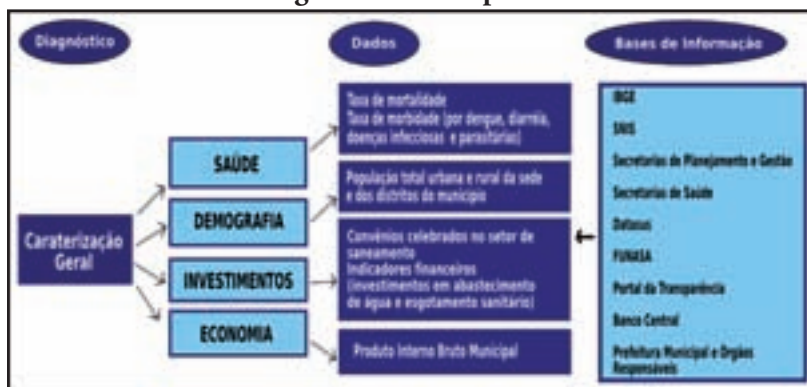 Diagnóstico
Dados
Bases de Informação
Caraterização
Geral
SAÚDE
DEMOGRAFIA
INVESTIMENTOS
ECONOMIA
Taxa de mortalidade
Taxa de morbidade (por dengue, diarréia,
doenças infecciosas e parasitárias)
População total urbana e rural da sede
e dos distritos do município
Convênios celebrados no setor de
saneamento
Indicadores financeiros
(investimentos em abastecimento
de água e esgotamento sanitário)
Produto Interno Bruto Municipal
IBGE
SNIS
Secretarias de Planejamento e Gestão
Secretarias de Saúde
Datasus
FUNASA
Portal da Transparência
Banco Central
Prefeitura Municipal e Órgãos
Responsáveis